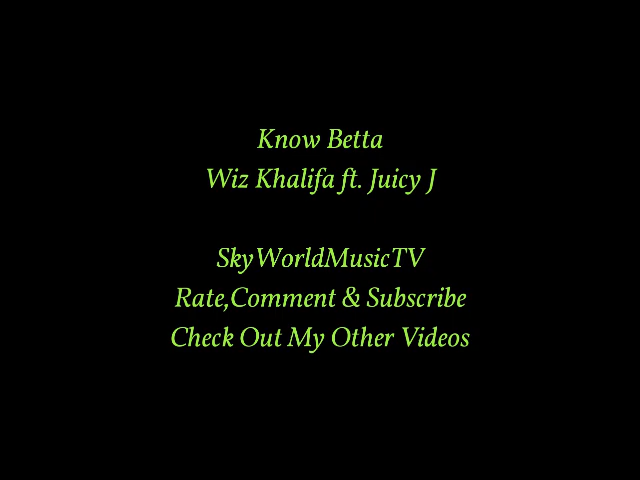 Know Betta
Wiz Khalifa ft. Juicy J
SkyWorldMusicTV
Rate,Comment & Subscribe
Check Out My Other Videos